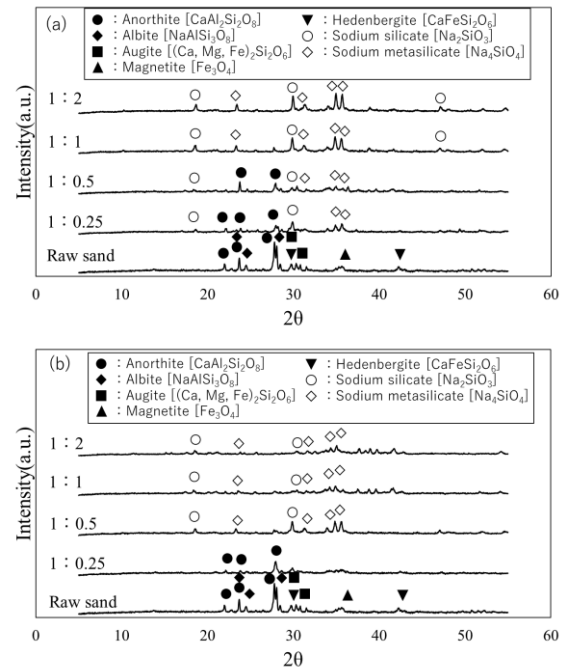 (a)
● : Anorthite [CaAl₂Si₂O₈] ▼ : Hedenbergite [CaFeSi₂O₆]
◆ : Albite [NaAlSi₃O₈] ○ : Sodium silicate [Na₂SiO₃]
■ : Augite [(Ca, Mg, Fe)₂Si₂O₆] ◇ : Sodium metasilicate [Na₄SiO₄]
▲ : Magnetite [Fe₃O₄]
Intensity(a.u.)
1：2
1：1
1：0.5
1：0.25
Raw sand
0 10 20 30 40 50 60
2θ
(b)
● : Anorthite [CaAl₂Si₂O₈] ▼ : Hedenbergite [CaFeSi₂O₆]
◆ : Albite [NaAlSi₃O₈] ○ : Sodium silicate [Na₂SiO₃]
■ : Augite [(Ca, Mg, Fe)₂Si₂O₆] ◇ : Sodium metasilicate [Na₄SiO₄]
▲ : Magnetite [Fe₃O₄]
Intensity(a.u.)
1：2
1：1
1：0.5
1：0.25
Raw sand
0 10 20 30 40 50 60
2θ